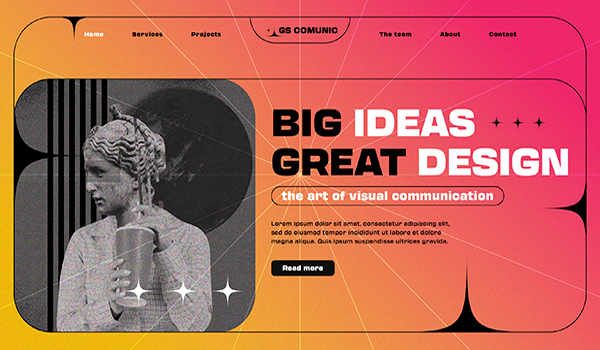 Home Services Projects GS COMUNIC The team About Contact
BIG IDEAS
GREAT DESIGN
the art of visual communication
Lorem ipsum dolor sit amet, consectetur adipiscing elit,
sed do eiusmod tempor incididunt ut labore et dolore
magna aliqua. Quis ipsum suspendisse ultrices gravida.
Read more